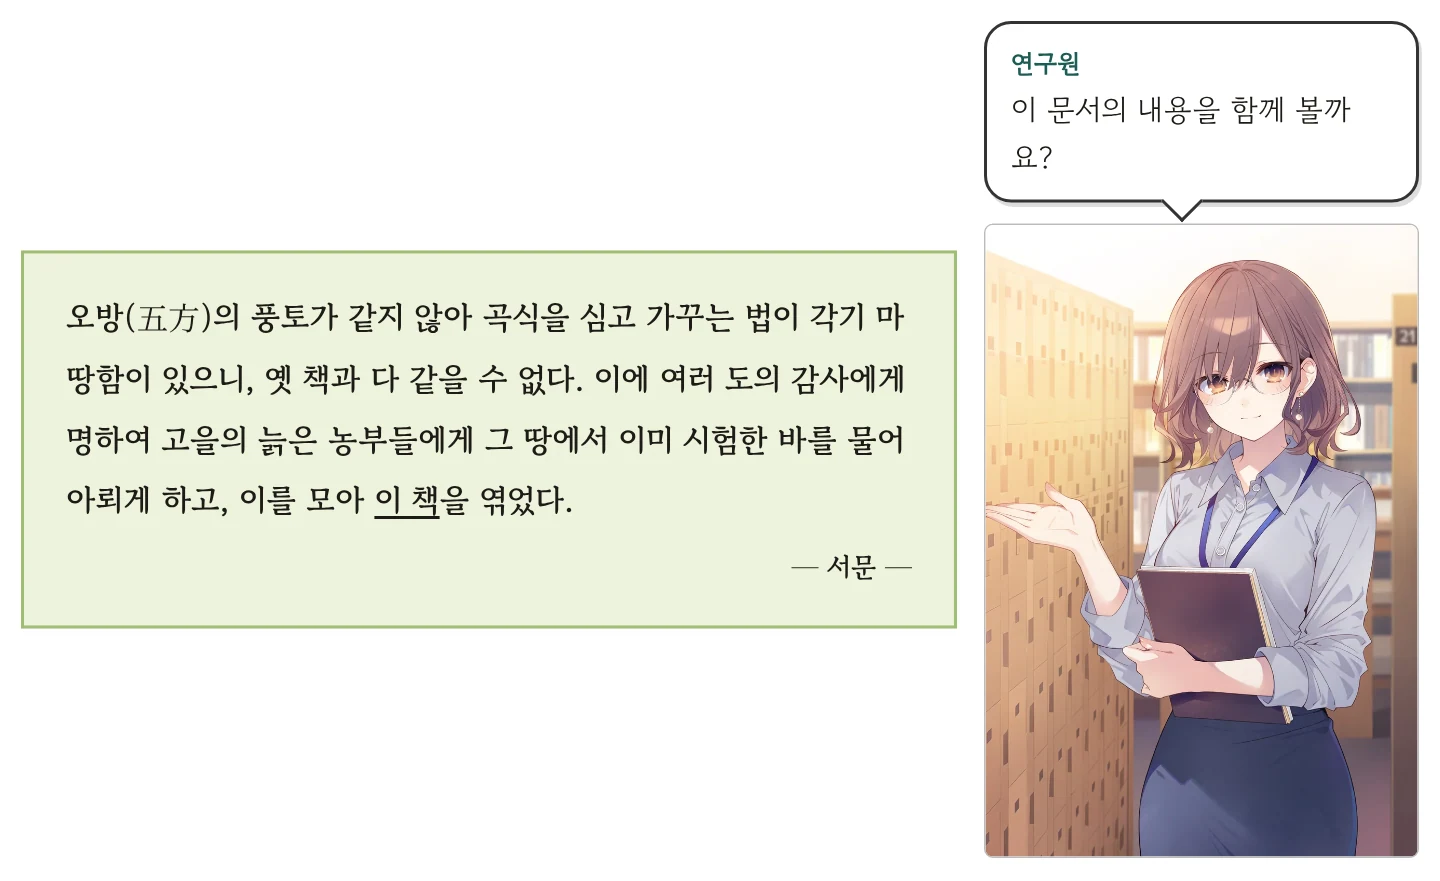 연구원
이 문서의 내용을 함께 볼까
요?
오방(五方)의 풍토가 같지 않아 곡식을 심고 가꾸는 법이 각기 마
땅함이 있으니, 옛 책과 다 같을 수 없다. 이에 여러 도의 감사에게
명하여 고을의 늙은 농부들에게 그 땅에서 이미 시험한 바를 물어
아뢰게 하고, 이를 모아 이 책을 엮었다.
― 서문 ―
21